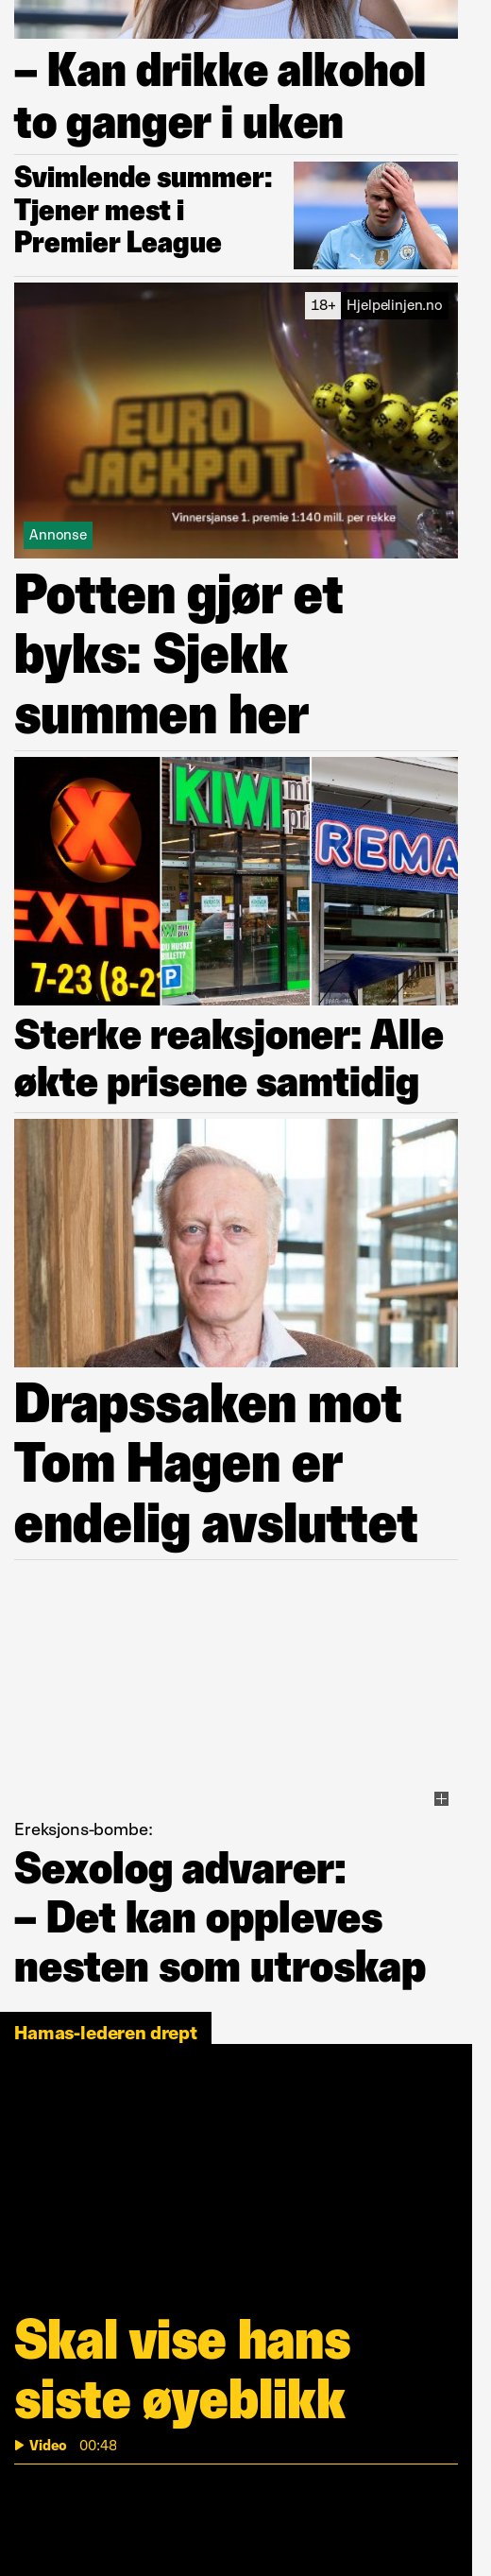 – Kan drikke alkohol
to ganger i uken
Svimlende summer:
Tjener mest i
Premier League
18+ Hjelpelinjen.no
EURO
JACKPOT
Vinnersjanse 1. premie 1:140 mill. per rekke
Annonse
Potten gjør et
byks: Sjekk
summen her
X
EXTR
7-23 (8-2
KIWI
mi
pri
P
REMA
Sterke reaksjoner: Alle
økte prisene samtidig
Drapssaken mot
Tom Hagen er
endelig avsluttet
Ereksjons-bombe:
Sexolog advarer:
– Det kan oppleves
nesten som utroskap
Hamas-lederen drept
Skal vise hans
siste øyeblikk
Video 00:48